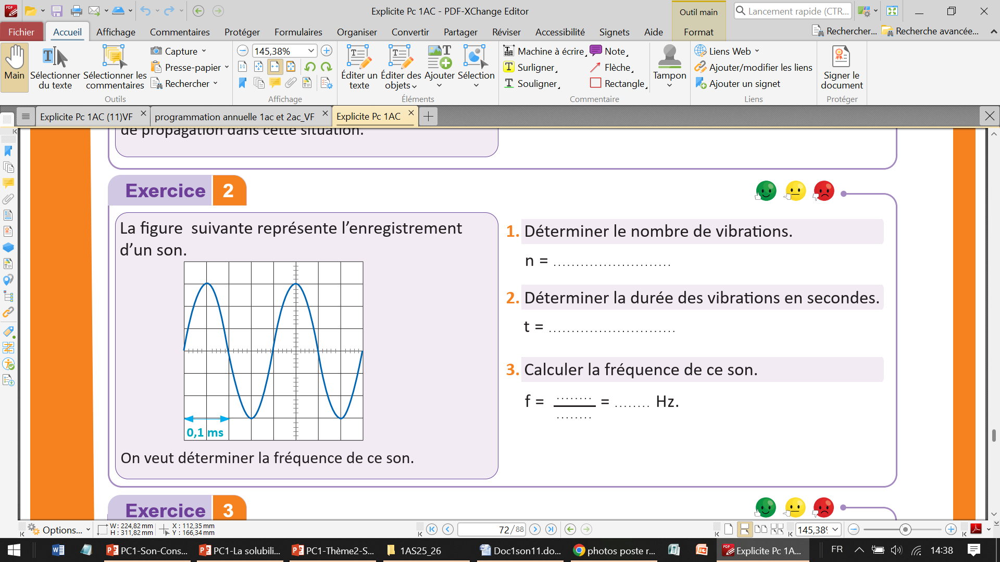 Explicite Pc 1AC - PDF-XChange Editor
Outil main
Lancement rapide (CTR...
Fichier
Accueil
Affichage
Commentaires
Protéger
Formulaires
Organiser
Convertir
Partager
Réviser
Accessibilité
Signets
Aide
Format
Rechercher...
Recherche avancée...
Main
Sélectionner du texte
Sélectionner les commentaires
Capture
Presse-papier
Rechercher
Outils
145,38%
Affichage
Éditer un texte
Éditer des objets
Ajouter
Sélection
Éléments
Machine à écrire
Surligner
Souligner
Note
Flèche
Rectangle
Tampon
Commentaire
Liens Web
Ajouter/modifier les liens
Ajouter un signet
Liens
Signer le document
Protéger
Explicite Pc 1AC (11)VF
programmation annuelle 1ac et 2ac_VF
Explicite Pc 1AC
de propagation dans cette situation.
Exercice 2
La figure suivante représente l’enregistrement
d’un son.
0,1 ms
On veut déterminer la fréquence de ce son.
1. Déterminer le nombre de vibrations.
n = ..........................
2. Déterminer la durée des vibrations en secondes.
t = ............................
3. Calculer la fréquence de ce son.
f = ........ / ........ = ........ Hz.
Exercice 3
Options...
W: 224,82 mm
H: 311,82 mm
X: 112,35 mm
Y: 166,34 mm
72 / 88
145,38%
PC1-Son-Cons...
PC1-La solubili...
PC1-Thème2-S...
1AS25_26
Doc1son11.do...
photos poste r...
Explicite Pc 1A...
FR
14:38